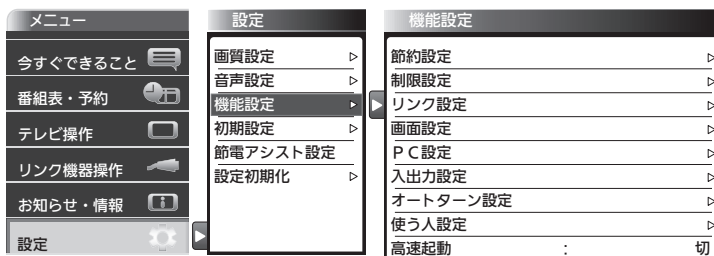 メニュー
今すぐできること
番組表・予約
テレビ操作
リンク機器操作
お知らせ・情報
設定
設定
画質設定
音声設定
機能設定
初期設定
節電アシスト設定
設定初期化
機能設定
節約設定
制限設定
リンク設定
画面設定
ＰＣ設定
入出力設定
オートターン設定
使う人設定
高速起動 : 切